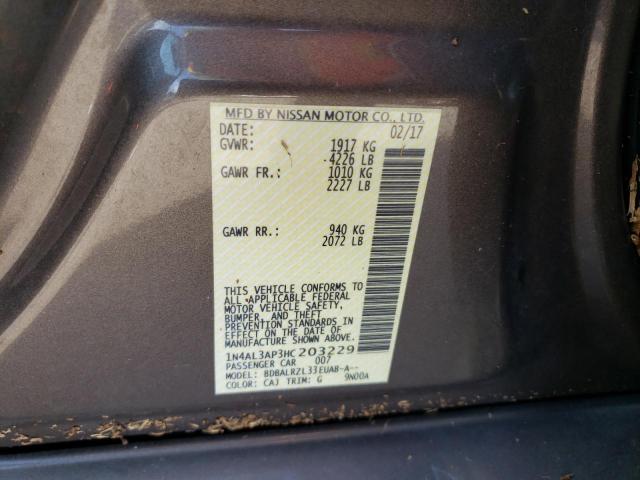 MFD BY NISSAN MOTOR CO., LTD.
DATE: 02/17
GVWR: 1917 KG
4226 LB
GAWR FR.: 1010 KG
2227 LB
GAWR RR.: 940 KG
2072 LB
THIS VEHICLE CONFORMS TO
ALL APPLICABLE FEDERAL
MOTOR VEHICLE SAFETY,
BUMPER, AND THEFT
PREVENTION STANDARDS IN
EFFECT ON THE DATE OF
MANUFACTURE SHOWN ABOVE.
1N4AL3AP3HC203229
PASSENGER CAR 007
MODEL: BDBALRZL33EUAB-A--
COLOR: CAJ TRIM: G 9N00A